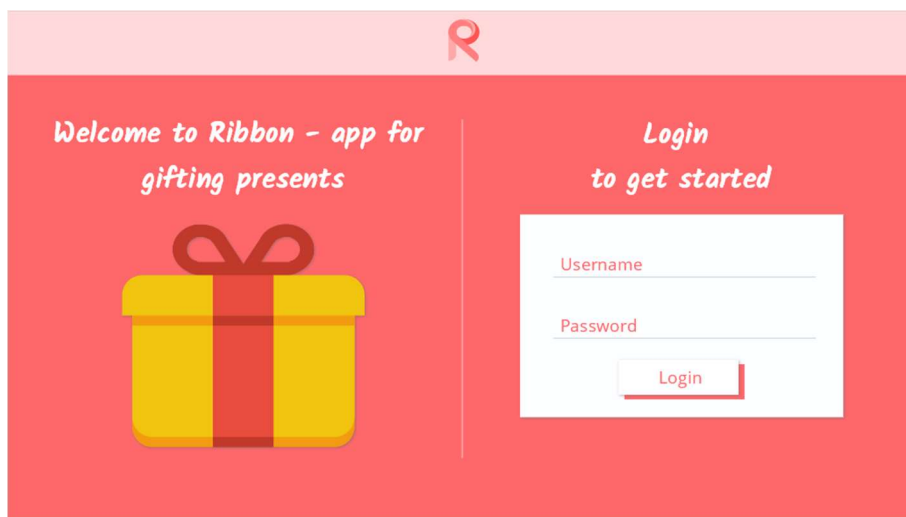 R
Welcome to Ribbon - app for
gifting presents
Login
to get started
Username
Password
Login